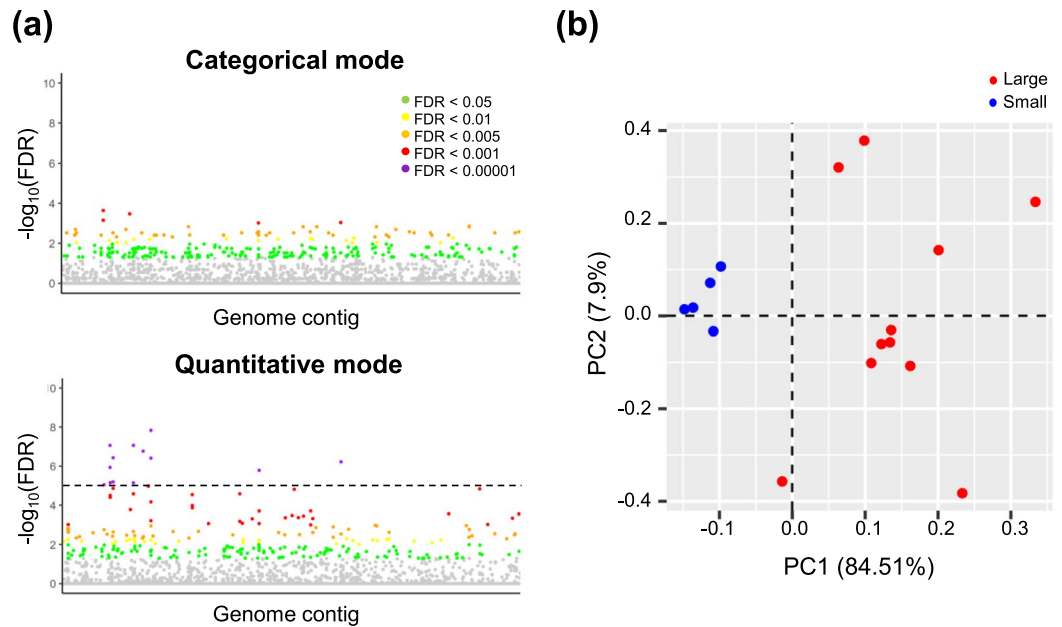 (a)
Categorical mode
10
8
6
4
2
0
-log10(FDR)
FDR < 0.05
FDR < 0.01
FDR < 0.005
FDR < 0.001
FDR < 0.00001
Genome contig
Quantitative mode
10
8
6
4
2
0
-log10(FDR)
Genome contig
(b)
Large
Small
0.4
0.2
0.0
-0.2
-0.4
PC2 (7.9%)
-0.1 0.0 0.1 0.2 0.3
PC1 (84.51%)